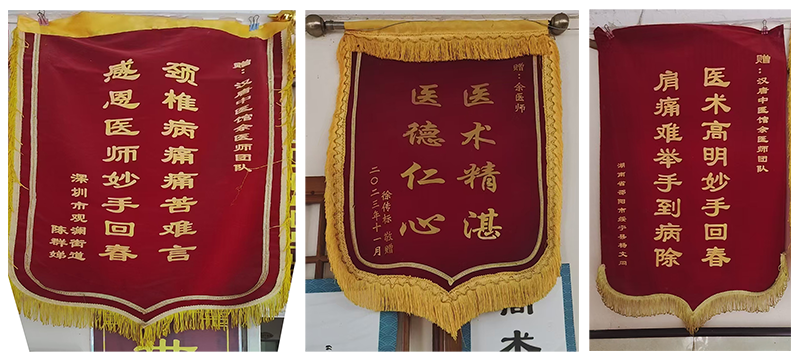 赠：汉唐中医馆余医师团队
颈椎病痛痛苦难言
感恩医师妙手回春
深圳市观澜街道
陈群娣
赠：余医师
医术精湛
医德仁心
徐传标 敬赠
二〇二三年十一月
赠：汉唐中医馆余医师团队
医术高明妙手回春
肩痛难举手到病除
湖南省邵阳市绥宁县杨文
术